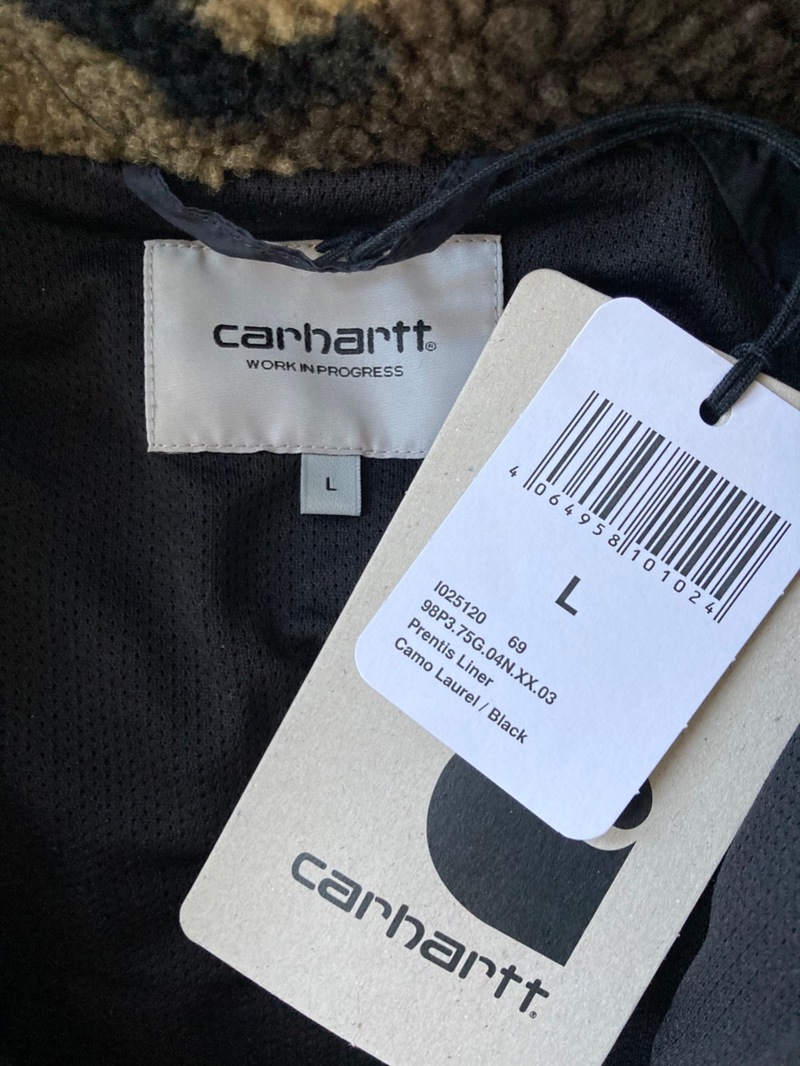 carhartt®
WORK IN PROGRESS
L
4 064958 101024
L
I025120 69
98P3.75G.04N.XX.03
Prentis Liner
Camo Laurel / Black
carhartt®